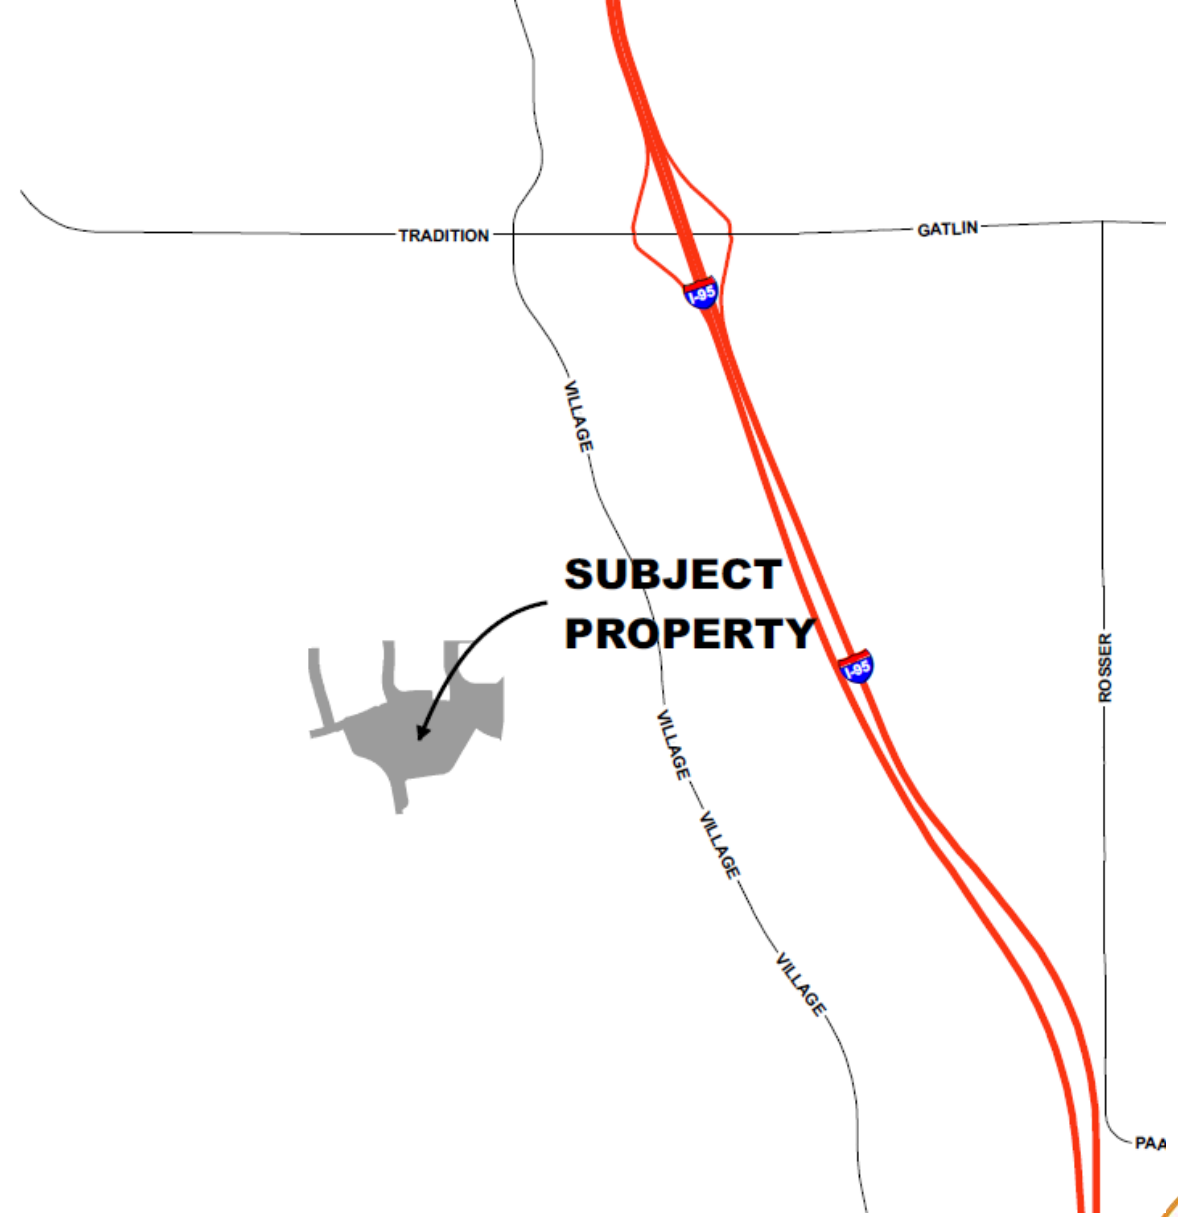 TRADITION
GATLIN
I-95
VILLAGE
SUBJECT
PROPERTY
I-95
ROSSER
VILLAGE
VILLAGE
VILLAGE
PAA